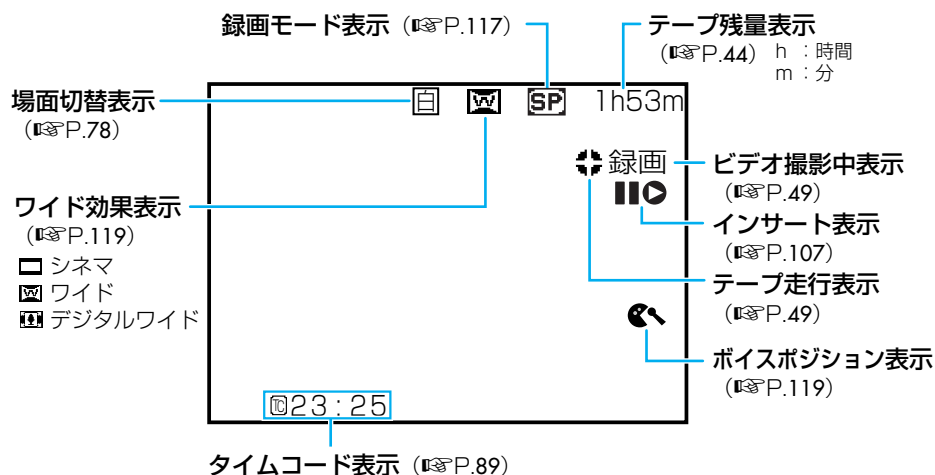 録画モード表示（☞P.117）
テープ残量表示
（☞P.44） h ：時間
m ：分
場面切替表示
（☞P.78）
白 W SP 1h53m
録画
ビデオ撮影中表示
（☞P.49）
インサート表示
（☞P.107）
テープ走行表示
（☞P.49）
ワイド効果表示
（☞P.119）
シネマ
W ワイド
デジタルワイド
ボイスポジション表示
（☞P.119）
TC 23:25
タイムコード表示（☞P.89）